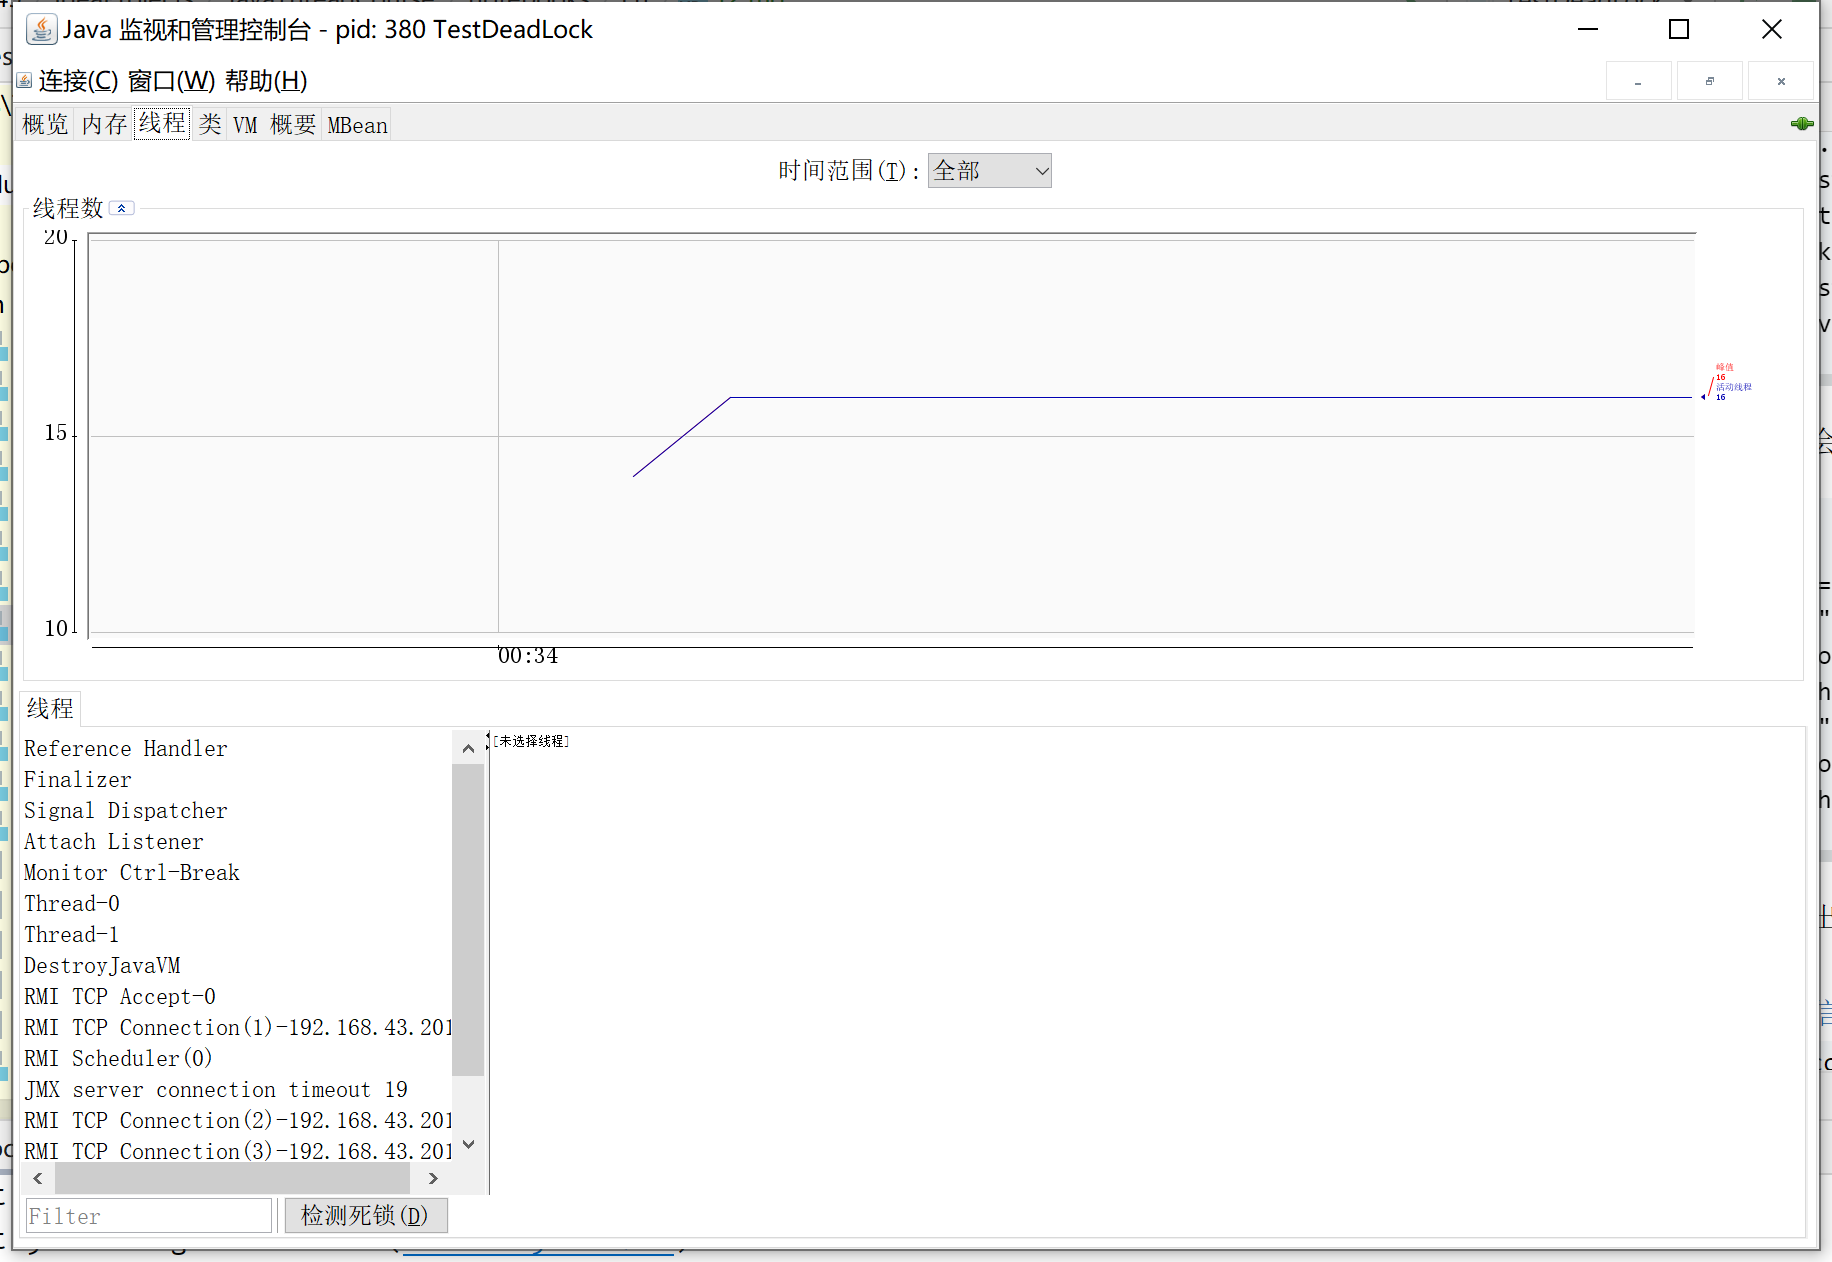 Java 监视和管理控制台 - pid: 380 TestDeadLock
连接(C) 窗口(W) 帮助(H)
概览 内存 线程 类 VM 概要 MBean
时间范围(T): 全部
线程数
20
15
10
00:34
峰值
16
活动线程
16
线程
Reference Handler
Finalizer
Signal Dispatcher
Attach Listener
Monitor Ctrl-Break
Thread-0
Thread-1
DestroyJavaVM
RMI TCP Accept-0
RMI TCP Connection(1)-192.168.43.201
RMI Scheduler(0)
JMX server connection timeout 19
RMI TCP Connection(2)-192.168.43.201
RMI TCP Connection(3)-192.168.43.201
[未选择线程]
Filter
检测死锁(D)